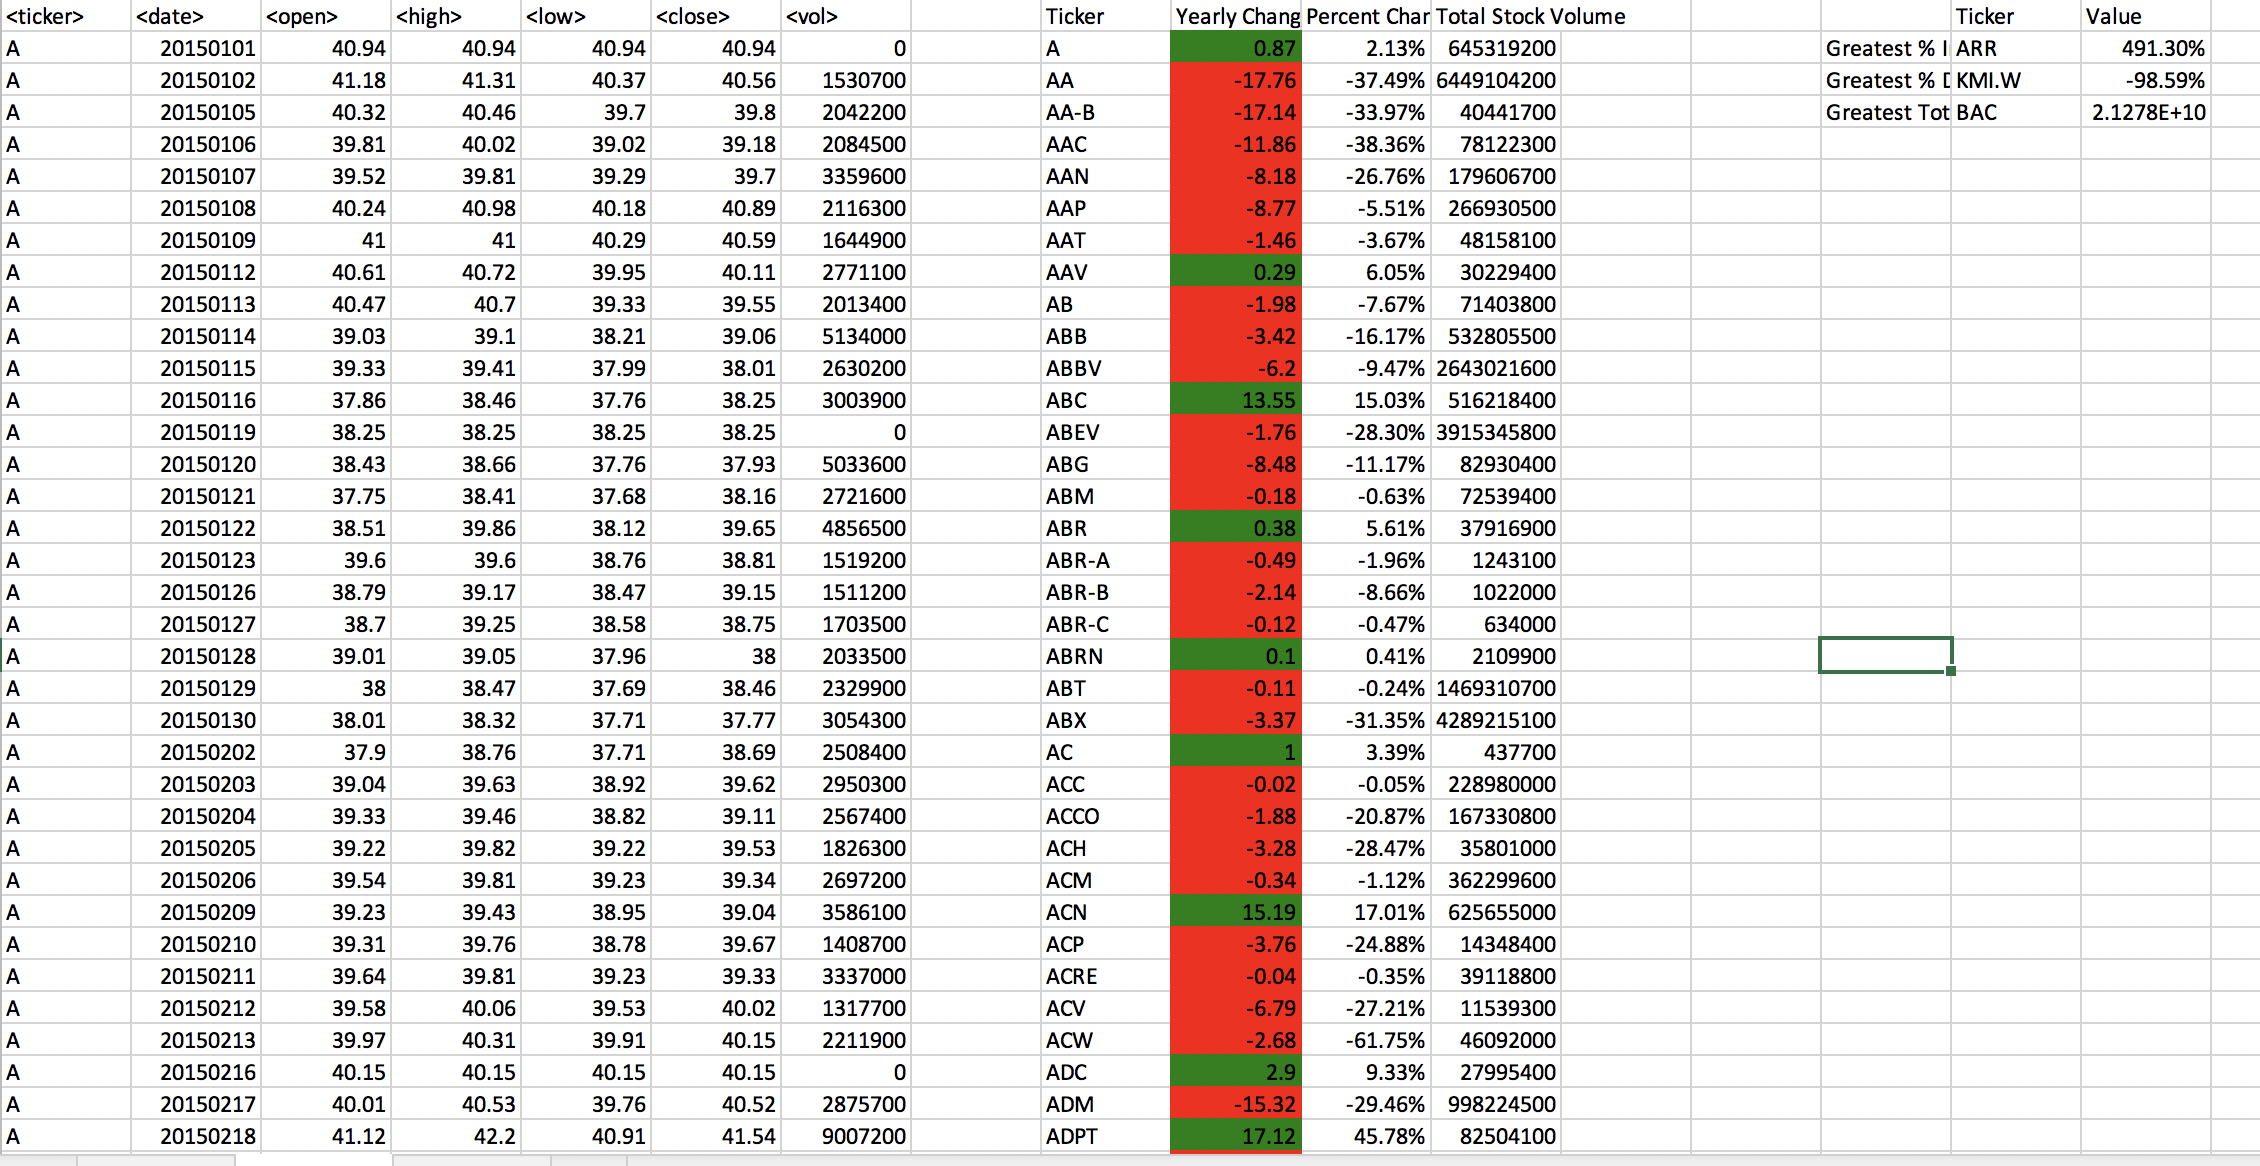 <ticker> <date> <open> <high> <low> <close> <vol> Ticker Yearly Chang Percent Char Total Stock Volume Ticker Value
A 20150101 40.94 40.94 40.94 40.94 0 A 0.87 2.13% 645319200 Greatest % I ARR 491.30%
A 20150102 41.18 41.31 40.37 40.56 1530700 AA -17.76 -37.49% 6449104200 Greatest % D KMI.W -98.59%
A 20150105 40.32 40.46 39.7 39.8 2042200 AA-B -17.14 -33.97% 40441700 Greatest Tot BAC 2.1278E+10
A 20150106 39.81 40.02 39.02 39.18 2084500 AAC -11.86 -38.36% 78122300
A 20150107 39.52 39.81 39.29 39.7 3359600 AAN -8.18 -26.76% 179606700
A 20150108 40.24 40.98 40.18 40.89 2116300 AAP -8.77 -5.51% 266930500
A 20150109 41 41 40.29 40.59 1644900 AAT -1.46 -3.67% 48158100
A 20150112 40.61 40.72 39.95 40.11 2771100 AAV 0.29 6.05% 30229400
A 20150113 40.47 40.7 39.33 39.55 2013400 AB -1.98 -7.67% 71403800
A 20150114 39.03 39.1 38.21 39.06 5134000 ABB -3.42 -16.17% 532805500
A 20150115 39.33 39.41 37.99 38.01 2630200 ABBV -6.2 -9.47% 2643021600
A 20150116 37.86 38.46 37.76 38.25 3003900 ABC 13.55 15.03% 516218400
A 20150119 38.25 38.25 38.25 38.25 0 ABEV -1.76 -28.30% 3915345800
A 20150120 38.43 38.66 37.76 37.93 5033600 ABG -8.48 -11.17% 82930400
A 20150121 37.75 38.41 37.68 38.16 2721600 ABM -0.18 -0.63% 72539400
A 20150122 38.51 39.86 38.12 39.65 4856500 ABR 0.38 5.61% 37916900
A 20150123 39.6 39.6 38.76 38.81 1519200 ABR-A -0.49 -1.96% 1243100
A 20150126 38.79 39.17 38.47 39.15 1511200 ABR-B -2.14 -8.66% 1022000
A 20150127 38.7 39.25 38.58 38.75 1703500 ABR-C -0.12 -0.47% 634000
A 20150128 39.01 39.05 37.96 38 2033500 ABRN 0.1 0.41% 2109900
A 20150129 38 38.47 37.69 38.46 2329900 ABT -0.11 -0.24% 1469310700
A 20150130 38.01 38.32 37.71 37.77 3054300 ABX -3.37 -31.35% 4289215100
A 20150202 37.9 38.76 37.71 38.69 2508400 AC 1 3.39% 437700
A 20150203 39.04 39.63 38.92 39.62 2950300 ACC -0.02 -0.05% 228980000
A 20150204 39.33 39.46 38.82 39.11 2567400 ACCO -1.88 -20.87% 167330800
A 20150205 39.22 39.82 39.22 39.53 1826300 ACH -3.28 -28.47% 35801000
A 20150206 39.54 39.81 39.23 39.34 2697200 ACM -0.34 -1.12% 362299600
A 20150209 39.23 39.43 38.95 39.04 3586100 ACN 15.19 17.01% 625655000
A 20150210 39.31 39.76 38.78 39.67 1408700 ACP -3.76 -24.88% 14348400
A 20150211 39.64 39.81 39.23 39.33 3337000 ACRE -0.04 -0.35% 39118800
A 20150212 39.58 40.06 39.53 40.02 1317700 ACV -6.79 -27.21% 11539300
A 20150213 39.97 40.31 39.91 40.15 2211900 ACW -2.68 -61.75% 46092000
A 20150216 40.15 40.15 40.15 40.15 0 ADC 2.9 9.33% 27995400
A 20150217 40.01 40.53 39.76 40.52 2875700 ADM -15.32 -29.46% 998224500
A 20150218 41.12 42.2 40.91 41.54 9007200 ADPT 17.12 45.78% 82504100